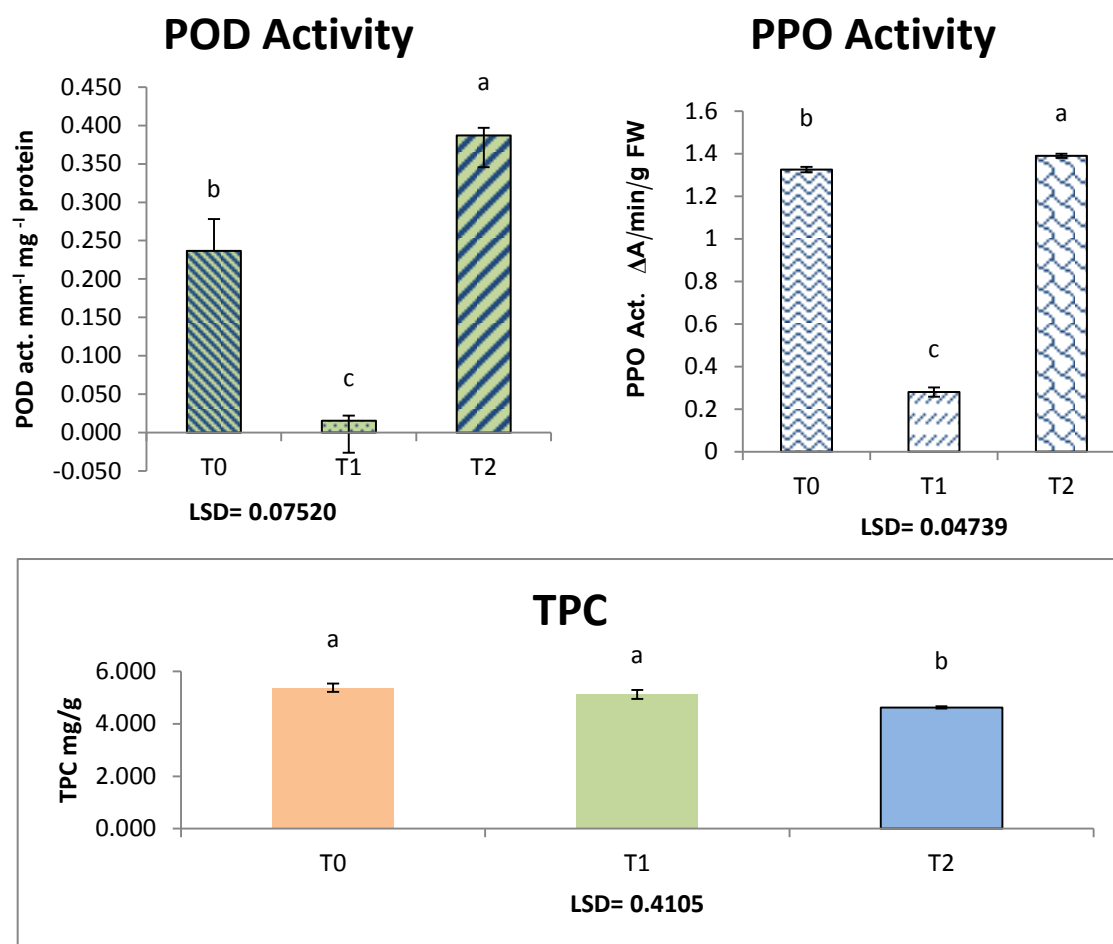 POD Activity
POD act. mm⁻¹ mg ⁻¹ protein
0.450
0.400
0.350
0.300
0.250
0.200
0.150
0.100
0.050
0.000
-0.050
b
c
a
T0 T1 T2
LSD= 0.07520
PPO Activity
PPO Act. ΔA/min/g FW
1.6
1.4
1.2
1
0.8
0.6
0.4
0.2
0
b
c
a
T0 T1 T2
LSD= 0.04739
TPC
TPC mg/g
6.000
4.000
2.000
0.000
a a b
T0 T1 T2
LSD= 0.4105